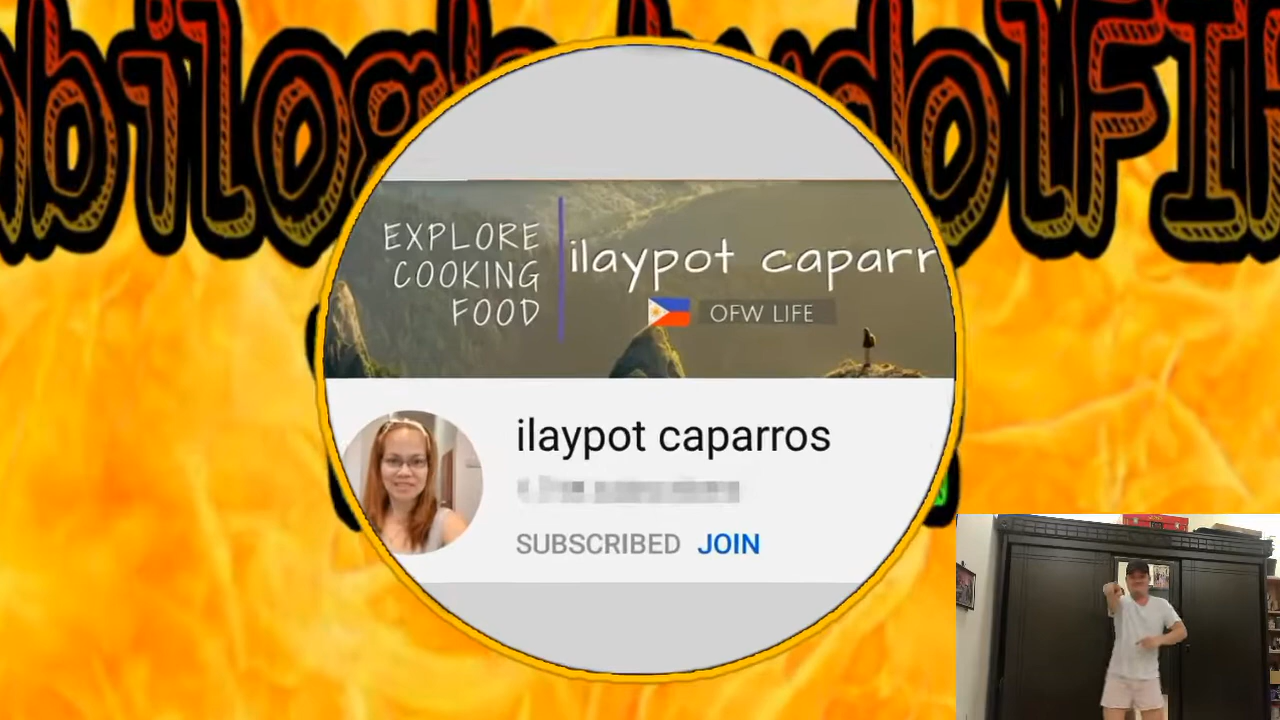 EXPLORE
COOKING
FOOD
ilaypot caparr
OFW LIFE
ilaypot caparros
SUBSCRIBED JOIN